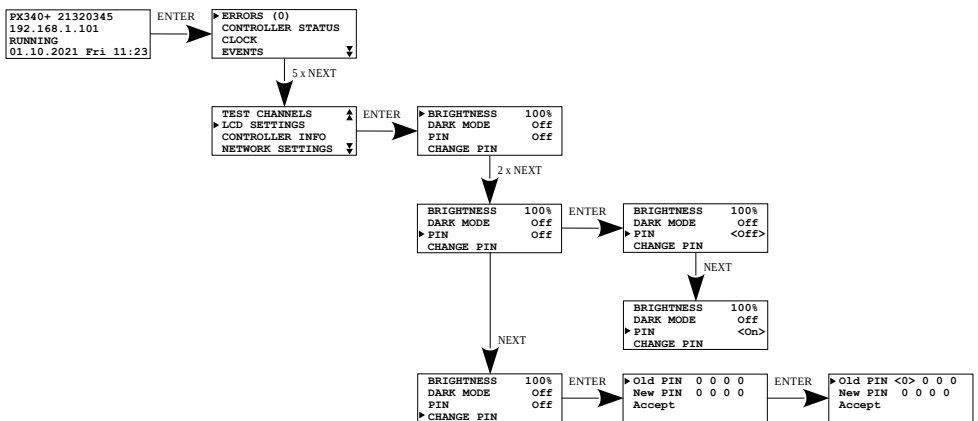 PX340+ 21320345
192.168.1.101
RUNNING
01.10.2021 Fri 11:23
ENTER
ERRORS (0)
CONTROLLER STATUS
CLOCK
EVENTS
5 x NEXT
TEST CHANNELS
LCD SETTINGS
CONTROLLER INFO
NETWORK SETTINGS
ENTER
BRIGHTNESS 100%
DARK MODE Off
PIN Off
CHANGE PIN
2 x NEXT
BRIGHTNESS 100%
DARK MODE Off
PIN Off
CHANGE PIN
ENTER
BRIGHTNESS 100%
DARK MODE Off
PIN <Off>
CHANGE PIN
NEXT
BRIGHTNESS 100%
DARK MODE Off
PIN <On>
CHANGE PIN
NEXT
BRIGHTNESS 100%
DARK MODE Off
PIN Off
CHANGE PIN
ENTER
Old PIN 0 0 0 0
New PIN 0 0 0 0
Accept
ENTER
Old PIN <0> 0 0 0
New PIN 0 0 0 0
Accept